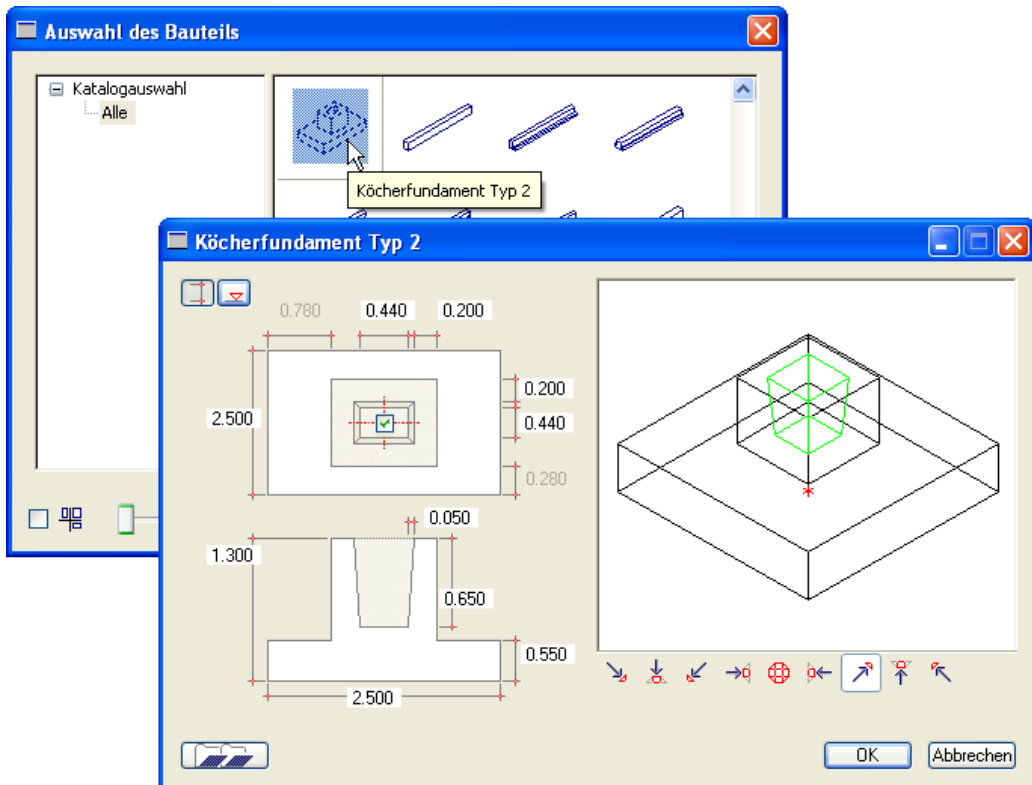 Auswahl des Bauteils
Katalogauswahl
Alle
Köcherfundament Typ 2
Köcherfundament Typ 2
0.780 0.440 0.200
0.200
2.500
0.440
0.280
0.050
1.300
0.650
0.550
2.500
OK Abbrechen